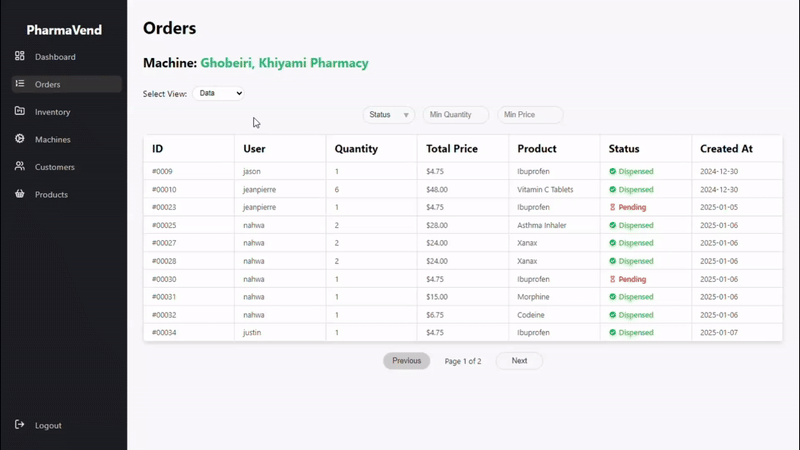 PharmaVend
Dashboard
Orders
Inventory
Machines
Customers
Products
Logout
Orders
Machine: Ghobeiri, Khiyami Pharmacy
Select View: Data
Status Min Quantity Min Price
ID User Quantity Total Price Product Status Created At
#0009 jason 1 $4.75 Ibuprofen Dispensed 2024-12-30
#00010 jeanpierre 6 $48.00 Vitamin C Tablets Dispensed 2024-12-30
#00023 jeanpierre 1 $4.75 Ibuprofen Pending 2025-01-05
#00025 nahwa 2 $28.00 Asthma Inhaler Dispensed 2025-01-06
#00027 nahwa 2 $24.00 Xanax Dispensed 2025-01-06
#00028 nahwa 2 $24.00 Xanax Dispensed 2025-01-06
#00030 nahwa 1 $4.75 Ibuprofen Pending 2025-01-06
#00031 nahwa 1 $15.00 Morphine Dispensed 2025-01-06
#00032 nahwa 1 $6.75 Codeine Dispensed 2025-01-06
#00034 justin 1 $4.75 Ibuprofen Dispensed 2025-01-07
Previous Page 1 of 2 Next